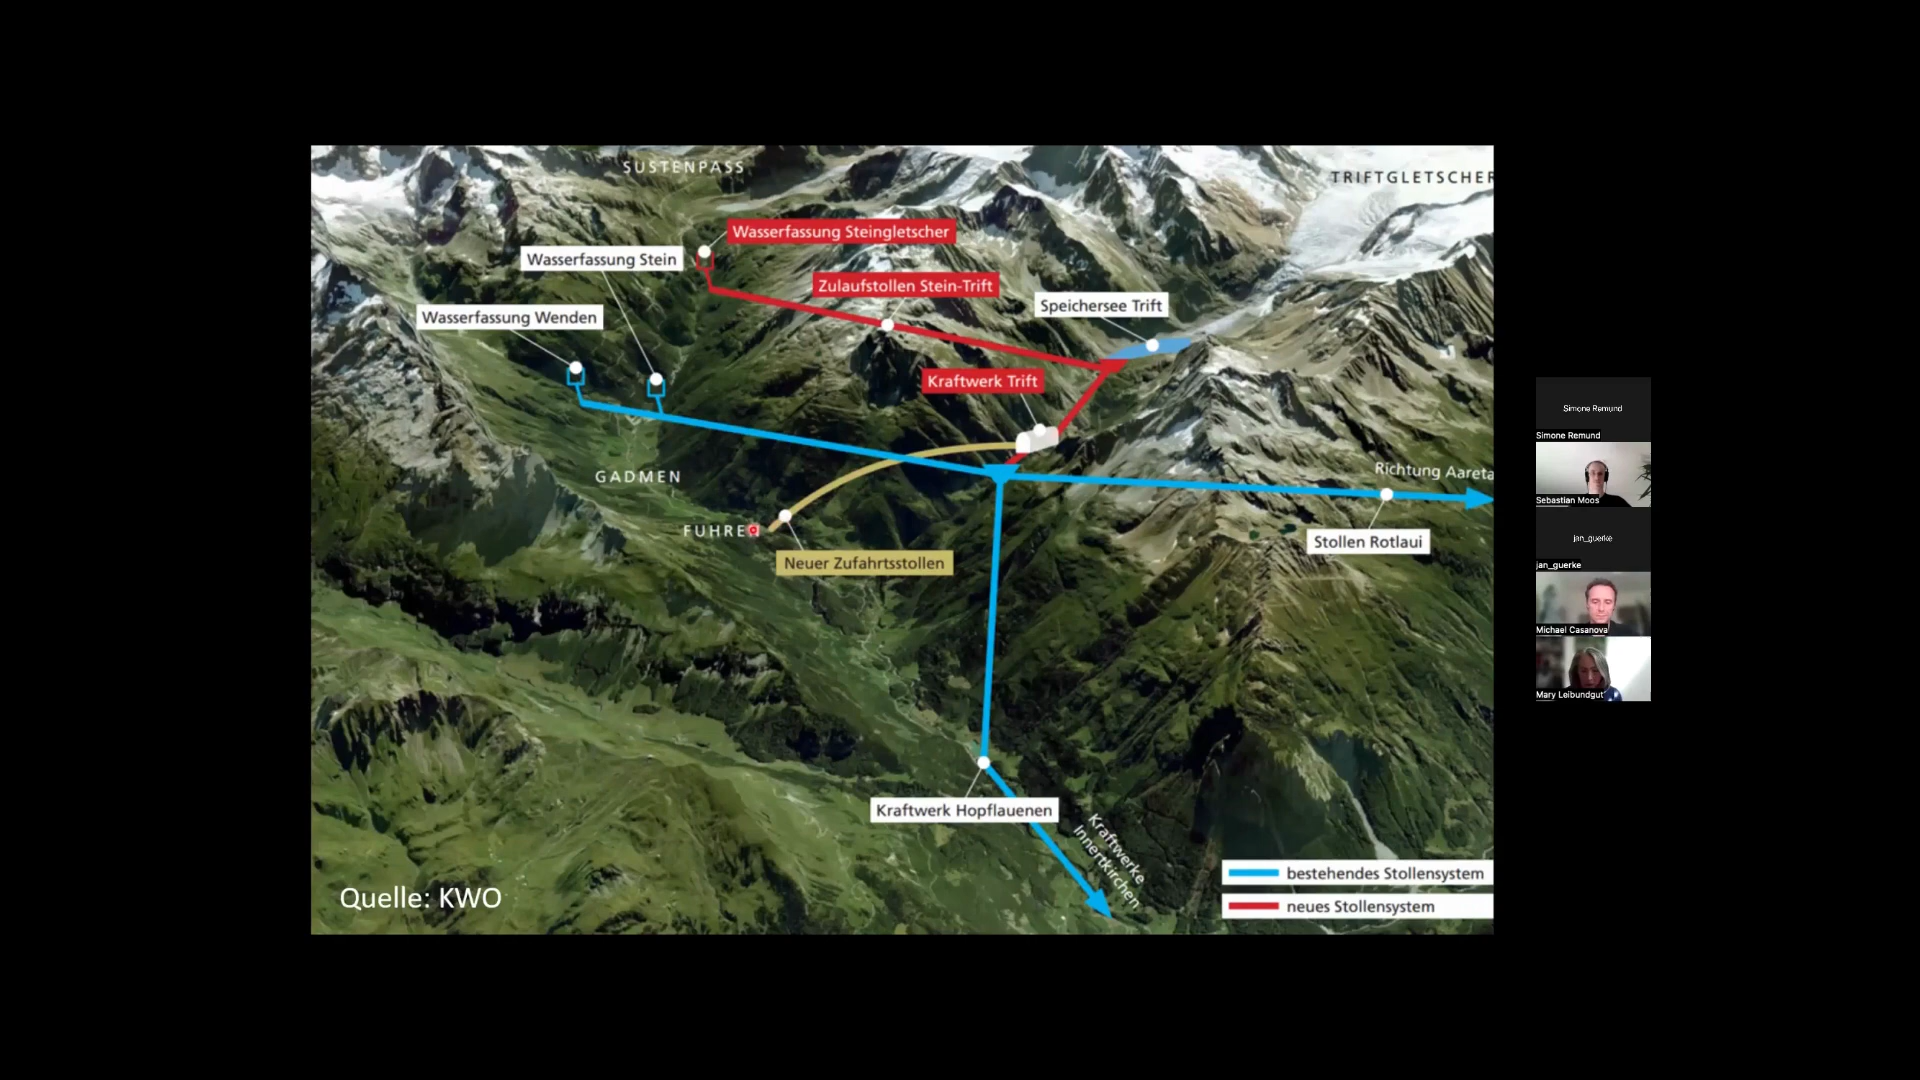 SUSTENPASS
TRIFTGLETSCHER
Wasserfassung Steingletscher
Wasserfassung Stein
Zulaufstollen Stein-Trift
Speichersee Trift
Wasserfassung Wenden
Kraftwerk Trift
GADMEN
Richtung Aareta
FUHREN
Stollen Rotlaui
Neuer Zufahrtsstollen
Kraftwerk Hopflauenen
Kraftwerke
Innertkirchen
bestehendes Stollensystem
neues Stollensystem
Quelle: KWO
Simone Remund
Simone Remund
Sebastian Moos
jan_guerke
jan_guerke
Michael Casanova
Mary Leibundgut